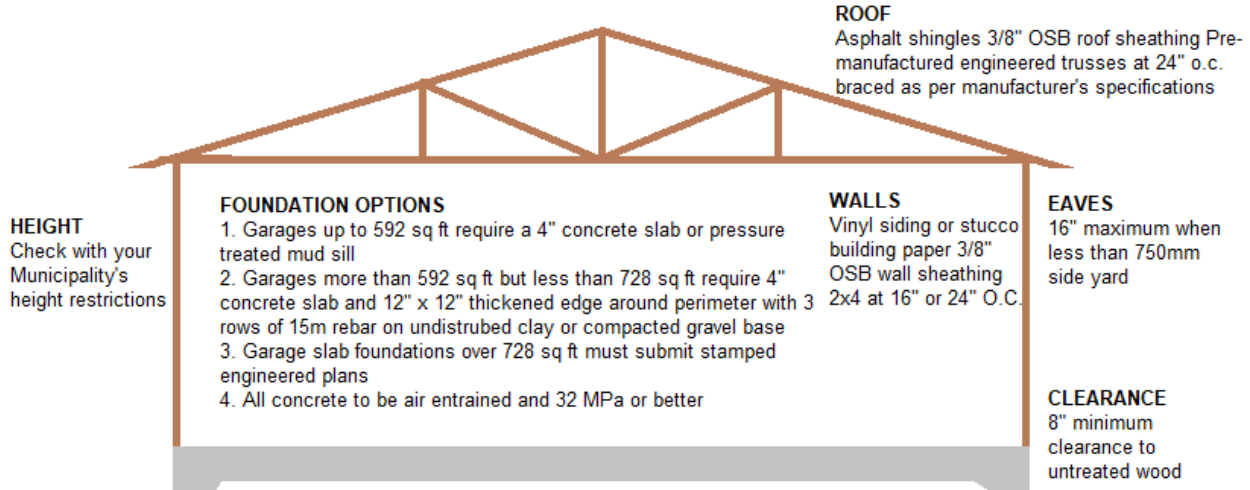 ROOF
Asphalt shingles 3/8" OSB roof sheathing Pre-
manufactured engineered trusses at 24" o.c.
braced as per manufacturer's specifications
HEIGHT
Check with your
Municipality's
height restrictions
FOUNDATION OPTIONS
1. Garages up to 592 sq ft require a 4" concrete slab or pressure
treated mud sill
2. Garages more than 592 sq ft but less than 728 sq ft require 4"
concrete slab and 12" x 12" thickened edge around perimeter with 3
rows of 15m rebar on undistrubed clay or compacted gravel base
3. Garage slab foundations over 728 sq ft must submit stamped
engineered plans
4. All concrete to be air entrained and 32 MPa or better
WALLS
Vinyl siding or stucco
building paper 3/8"
OSB wall sheathing
2x4 at 16" or 24" O.C.
EAVES
16" maximum when
less than 750mm
side yard
CLEARANCE
8" minimum
clearance to
untreated wood